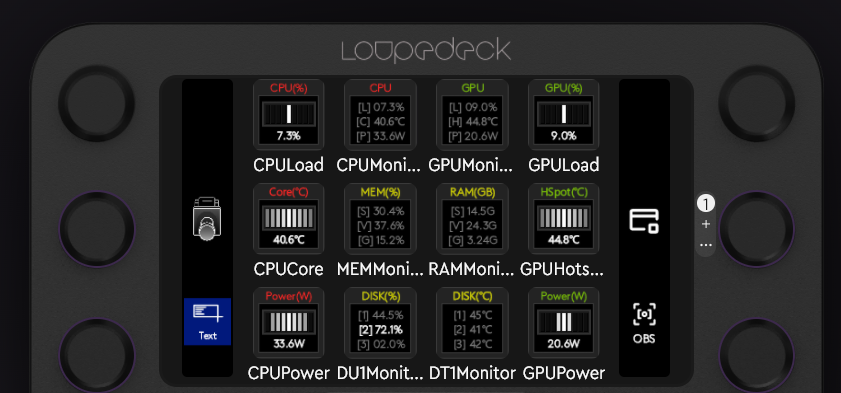 Loupedeck
CPU(%)
7.3%
CPULoad
CPU
[L] 07.3%
[C] 40.6℃
[P] 33.6W
CPUMoni...
GPU
[L] 09.0%
[H] 44.8℃
[P] 20.6W
GPUMoni...
GPU(%)
9.0%
GPULoad
Core(℃)
40.6℃
CPUCore
MEM(%)
[S] 30.4%
[V] 37.6%
[G] 15.2%
MEMMoni...
RAM(GB)
[S] 14.5G
[V] 24.3G
[G] 3.24G
RAMMoni...
HSpot(℃)
44.8℃
GPUHots...
1
+
...
Text
Power(W)
33.6W
CPUPower
DISK(%)
[1] 44.5%
[2] 72.1%
[3] 02.0%
DU1Monit...
DISK(℃)
[1] 45℃
[2] 41℃
[3] 42℃
DT1Monitor
Power(W)
20.6W
GPUPower
OBS